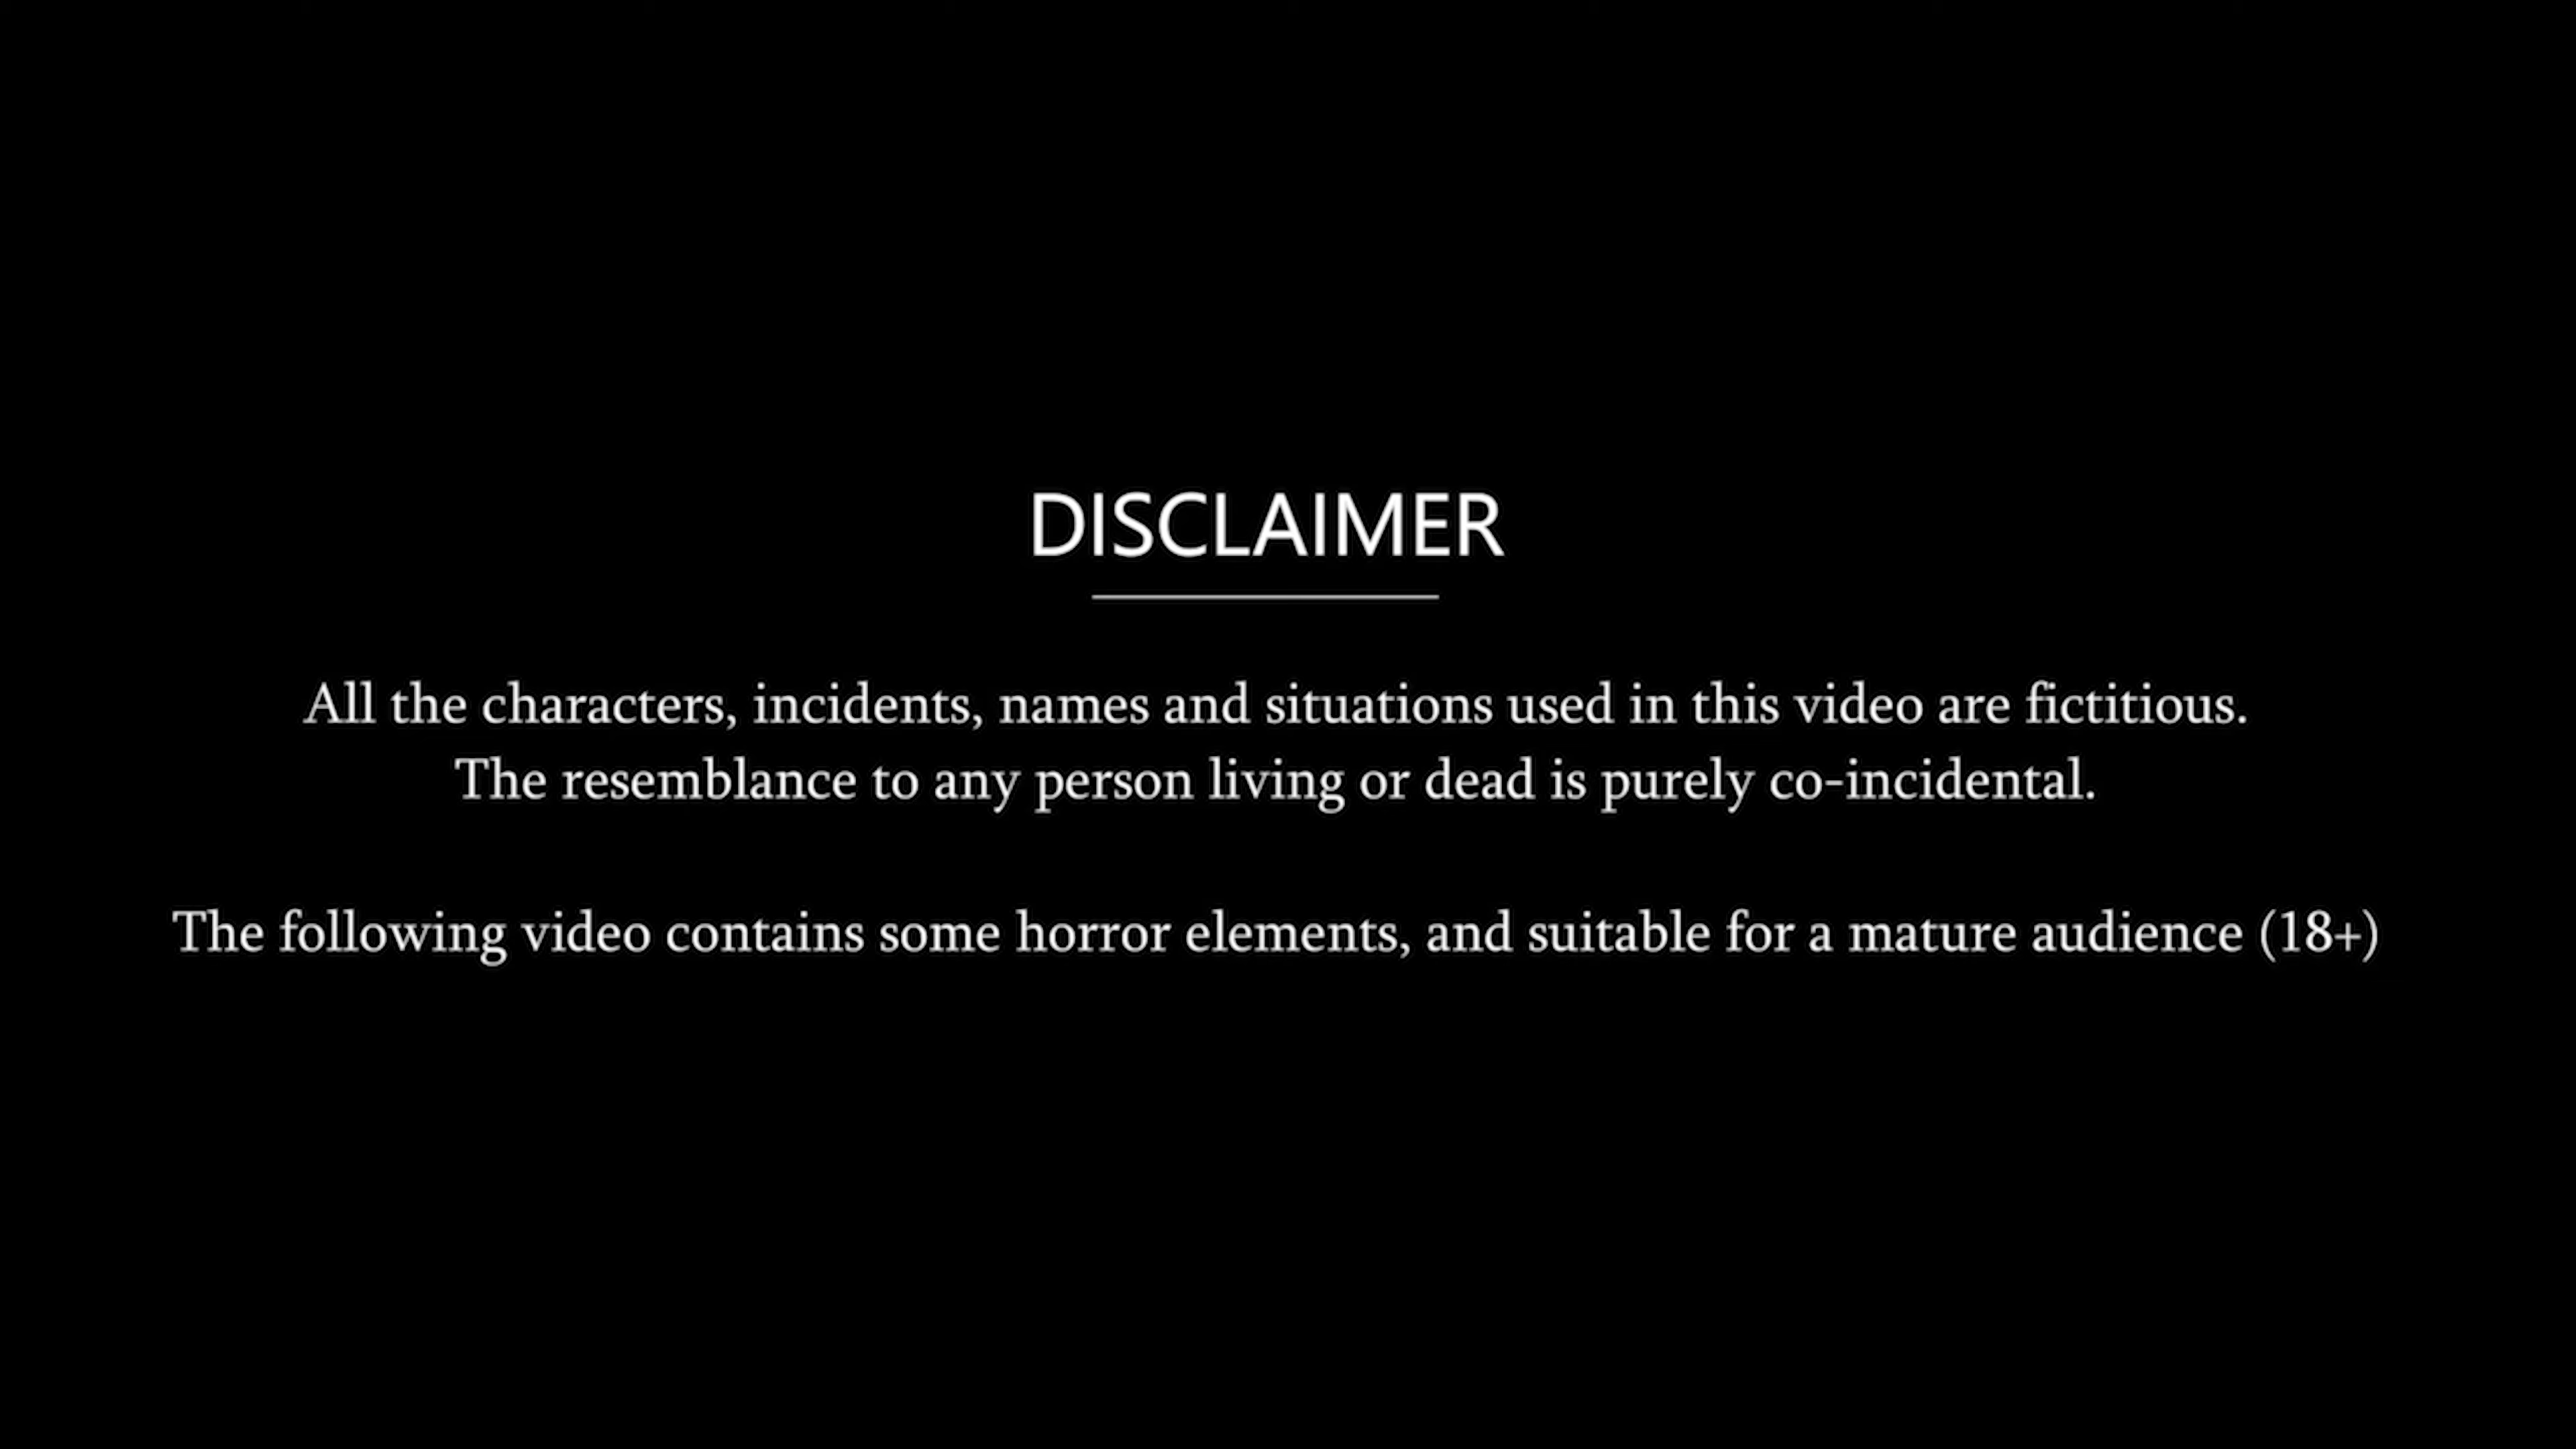 DISCLAIMER
All the characters, incidents, names and situations used in this video are fictitious.
The resemblance to any person living or dead is purely co-incidental.
The following video contains some horror elements, and suitable for a mature audience (18+)